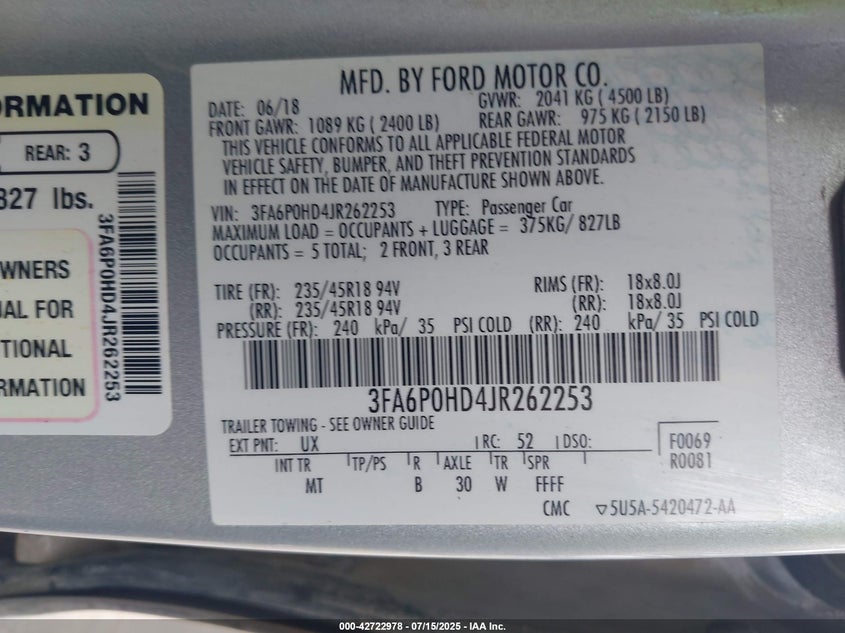 ORMATION
REAR: 3
827 lbs.
3FA6P0HD4JR262253
OWNERS
UAL FOR
TIONAL
RMATION
MFD. BY FORD MOTOR CO.
DATE: 06/18 GVWR: 2041 KG ( 4500 LB)
FRONT GAWR: 1089 KG ( 2400 LB) REAR GAWR: 975 KG ( 2150 LB)
THIS VEHICLE CONFORMS TO ALL APPLICABLE FEDERAL MOTOR
VEHICLE SAFETY, BUMPER, AND THEFT PREVENTION STANDARDS
IN EFFECT ON THE DATE OF MANUFACTURE SHOWN ABOVE.
VIN: 3FA6P0HD4JR262253 TYPE: Passenger Car
MAXIMUM LOAD = OCCUPANTS + LUGGAGE = 375KG/ 827LB
OCCUPANTS = 5 TOTAL; 2 FRONT, 3 REAR
TIRE (FR): 235/45R18 94V RIMS (FR): 18x8.0J
(RR): 235/45R18 94V (RR): 18x8.0J
PRESSURE (FR): 240 kPa/ 35 PSI COLD (RR): 240 kPa/ 35 PSI COLD
3FA6P0HD4JR262253
TRAILER TOWING - SEE OWNER GUIDE
EXT PNT: UX RC: 52 DSO: F0069
INT TR TP/PS R AXLE TR SPR R0081
MT B 30 W FFFF
CMC ▽5U5A-5420472-AA
000-42722978 - 07/15/2025 - IAA Inc.